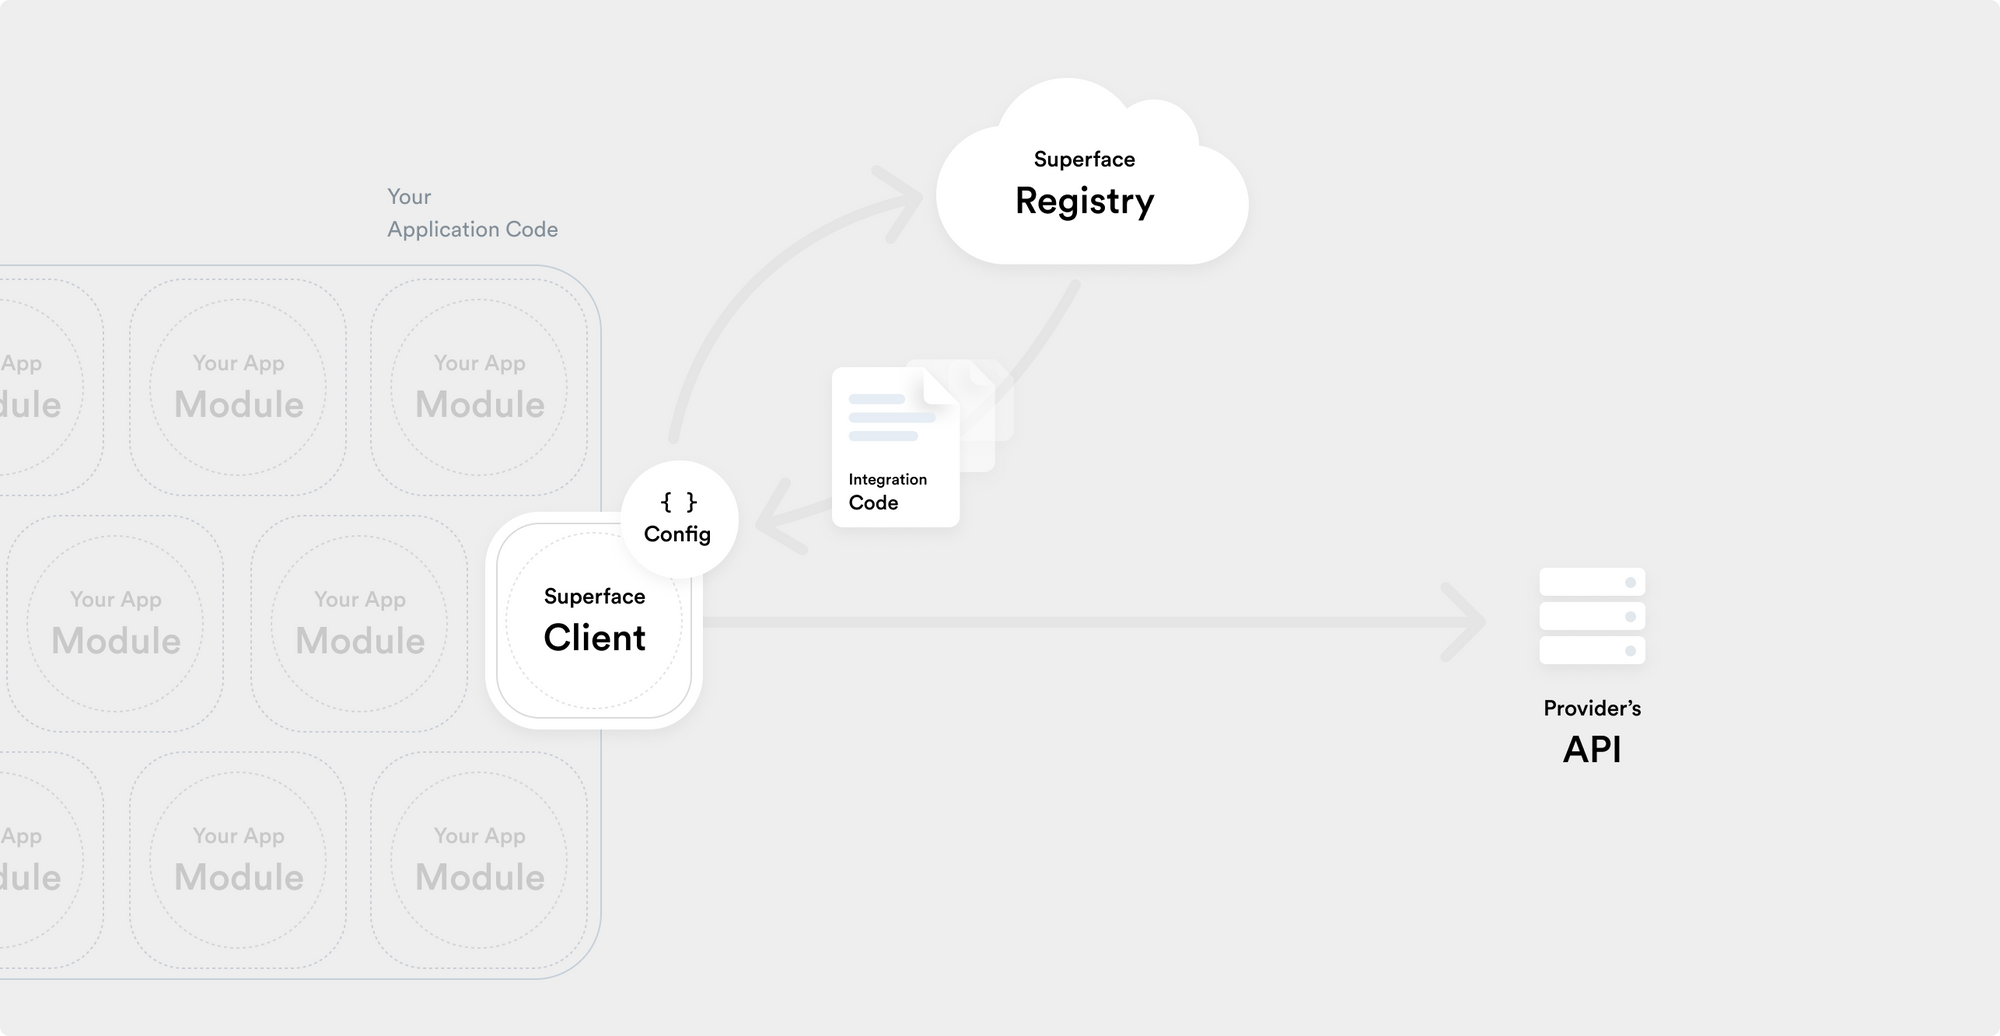 Superface
Registry
Your
Application Code
App
dule
Your App
Module
Your App
Module
Integration
Code
{ }
Config
Your App
Module
Your App
Module
Superface
Client
Provider’s
API
App
dule
Your App
Module
Your App
Module